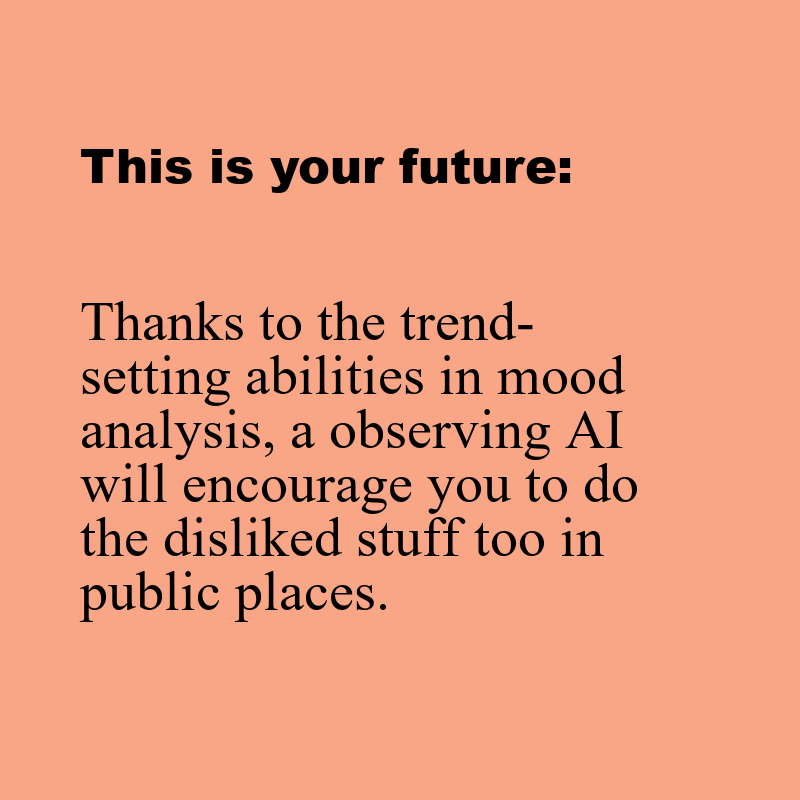 This is your future:
Thanks to the trend-
setting abilities in mood
analysis, a observing AI
will encourage you to do
the disliked stuff too in
public places.